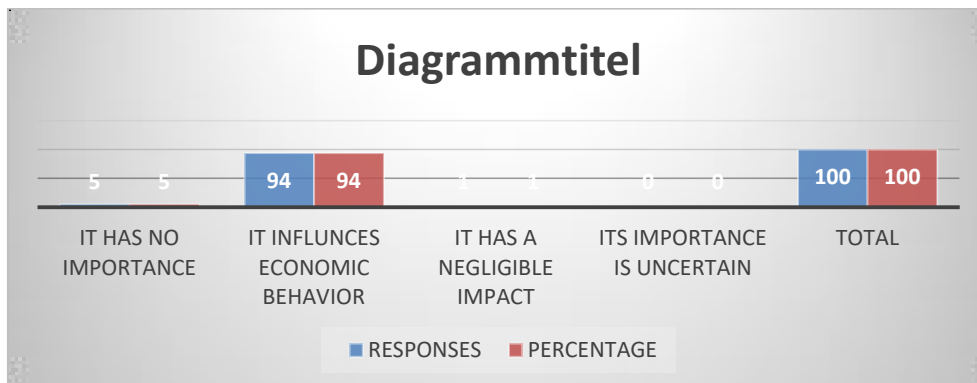 Diagrammtitel
5 5 94 94 1 1 0 0 100 100
IT HAS NO
IMPORTANCE
IT INFLUNCES
ECONOMIC
BEHAVIOR
IT HAS A
NEGLIGIBLE
IMPACT
ITS IMPORTANCE
IS UNCERTAIN
TOTAL
RESPONSES PERCENTAGE